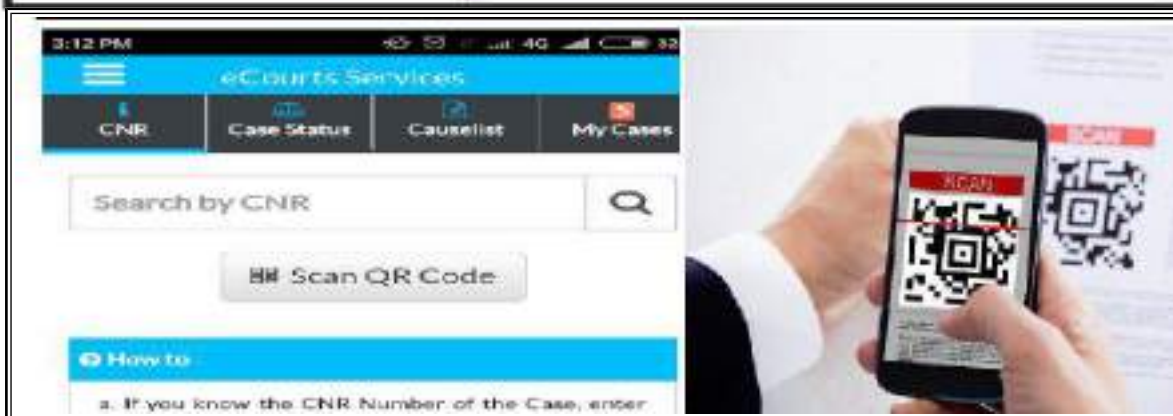 3:12 PM 4G 32
eCourts Services
CNR Case Status Causelist My Cases
Search by CNR
Scan QR Code
How to
a. If you know the CNR Number of the Case, enter
SCAN
SCAN